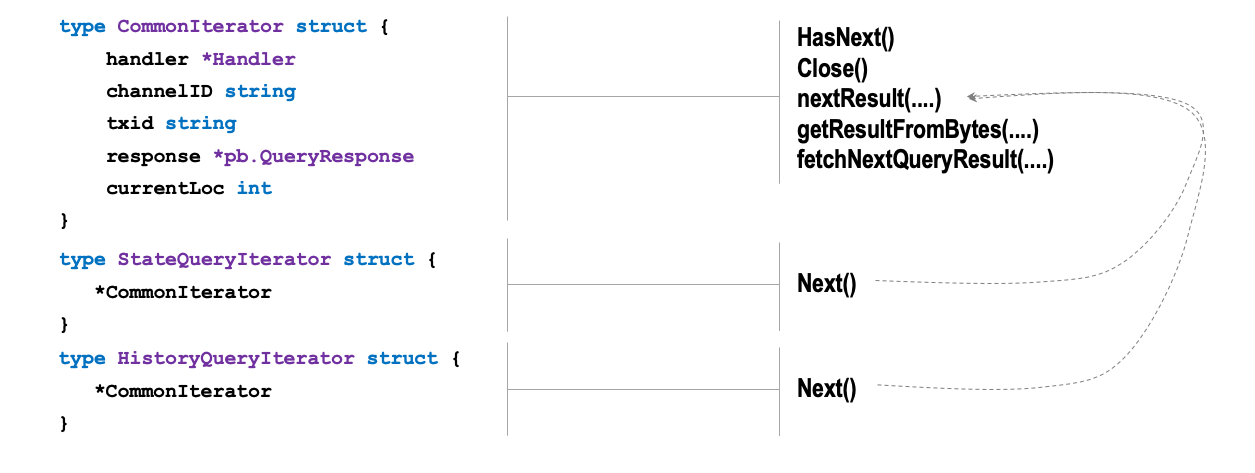 type CommonIterator struct {
handler *Handler
channelID string
txid string
response *pb.QueryResponse
currentLoc int
}
HasNext()
Close()
nextResult(....)
getResultFromBytes(....)
fetchNextQueryResult(....)
type StateQueryIterator struct {
*CommonIterator
}
Next()
type HistoryQueryIterator struct {
*CommonIterator
}
Next()